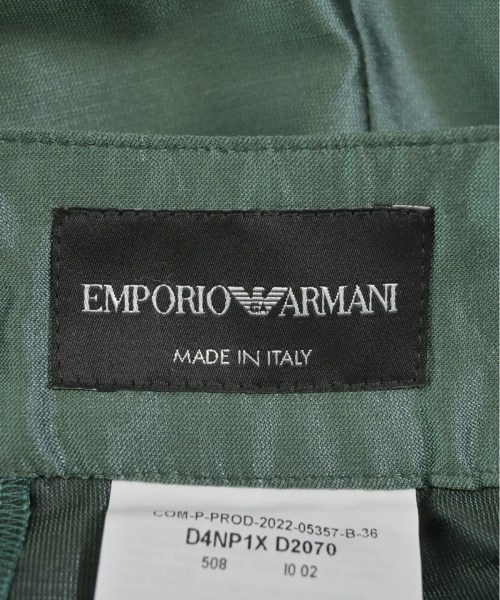 EMPORIO ARMANI
MADE IN ITALY
COM-P-PROD-2022-05357-B-36
D4NP1X D2070
508 I0 02